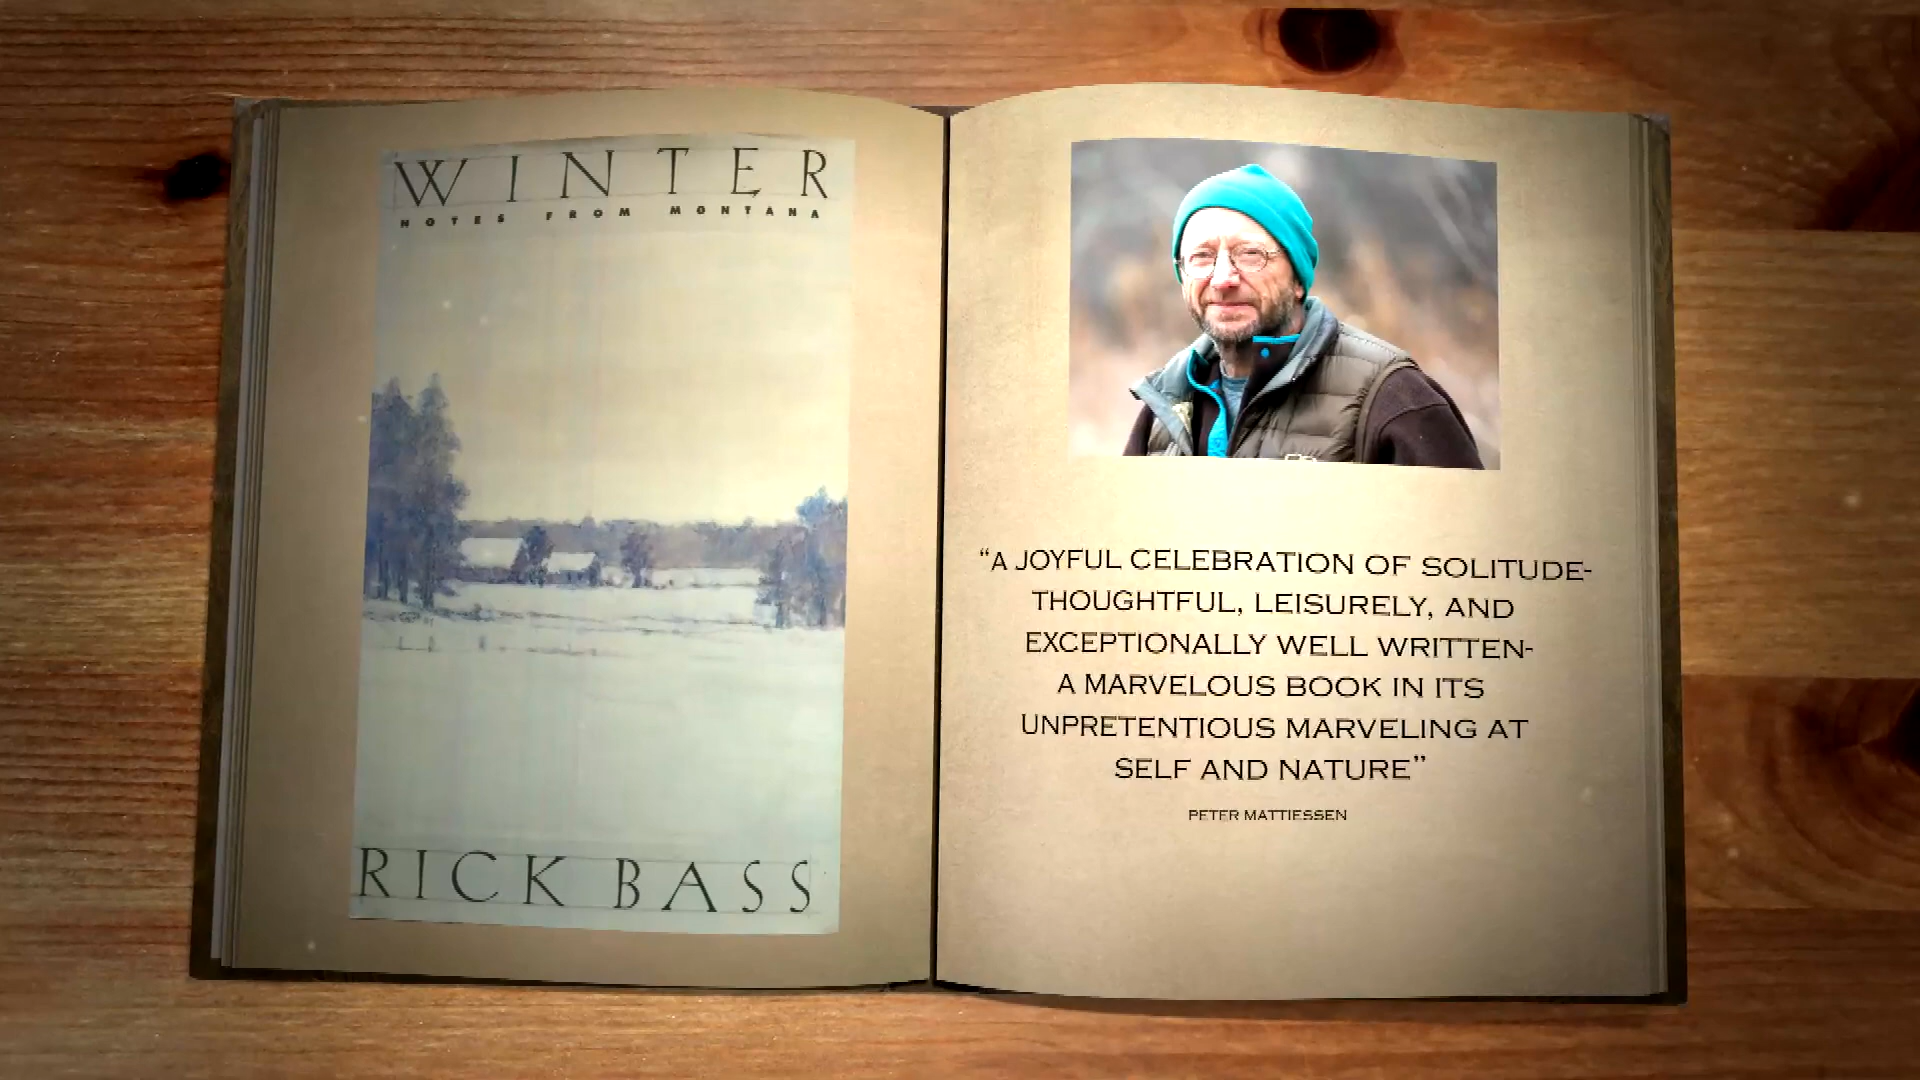 WINTER
NOTES FROM MONTANA
RICK BASS
“A JOYFUL CELEBRATION OF SOLITUDE-
THOUGHTFUL, LEISURELY, AND
EXCEPTIONALLY WELL WRITTEN-
A MARVELOUS BOOK IN ITS
UNPRETENTIOUS MARVELING AT
SELF AND NATURE”
PETER MATTIESSEN